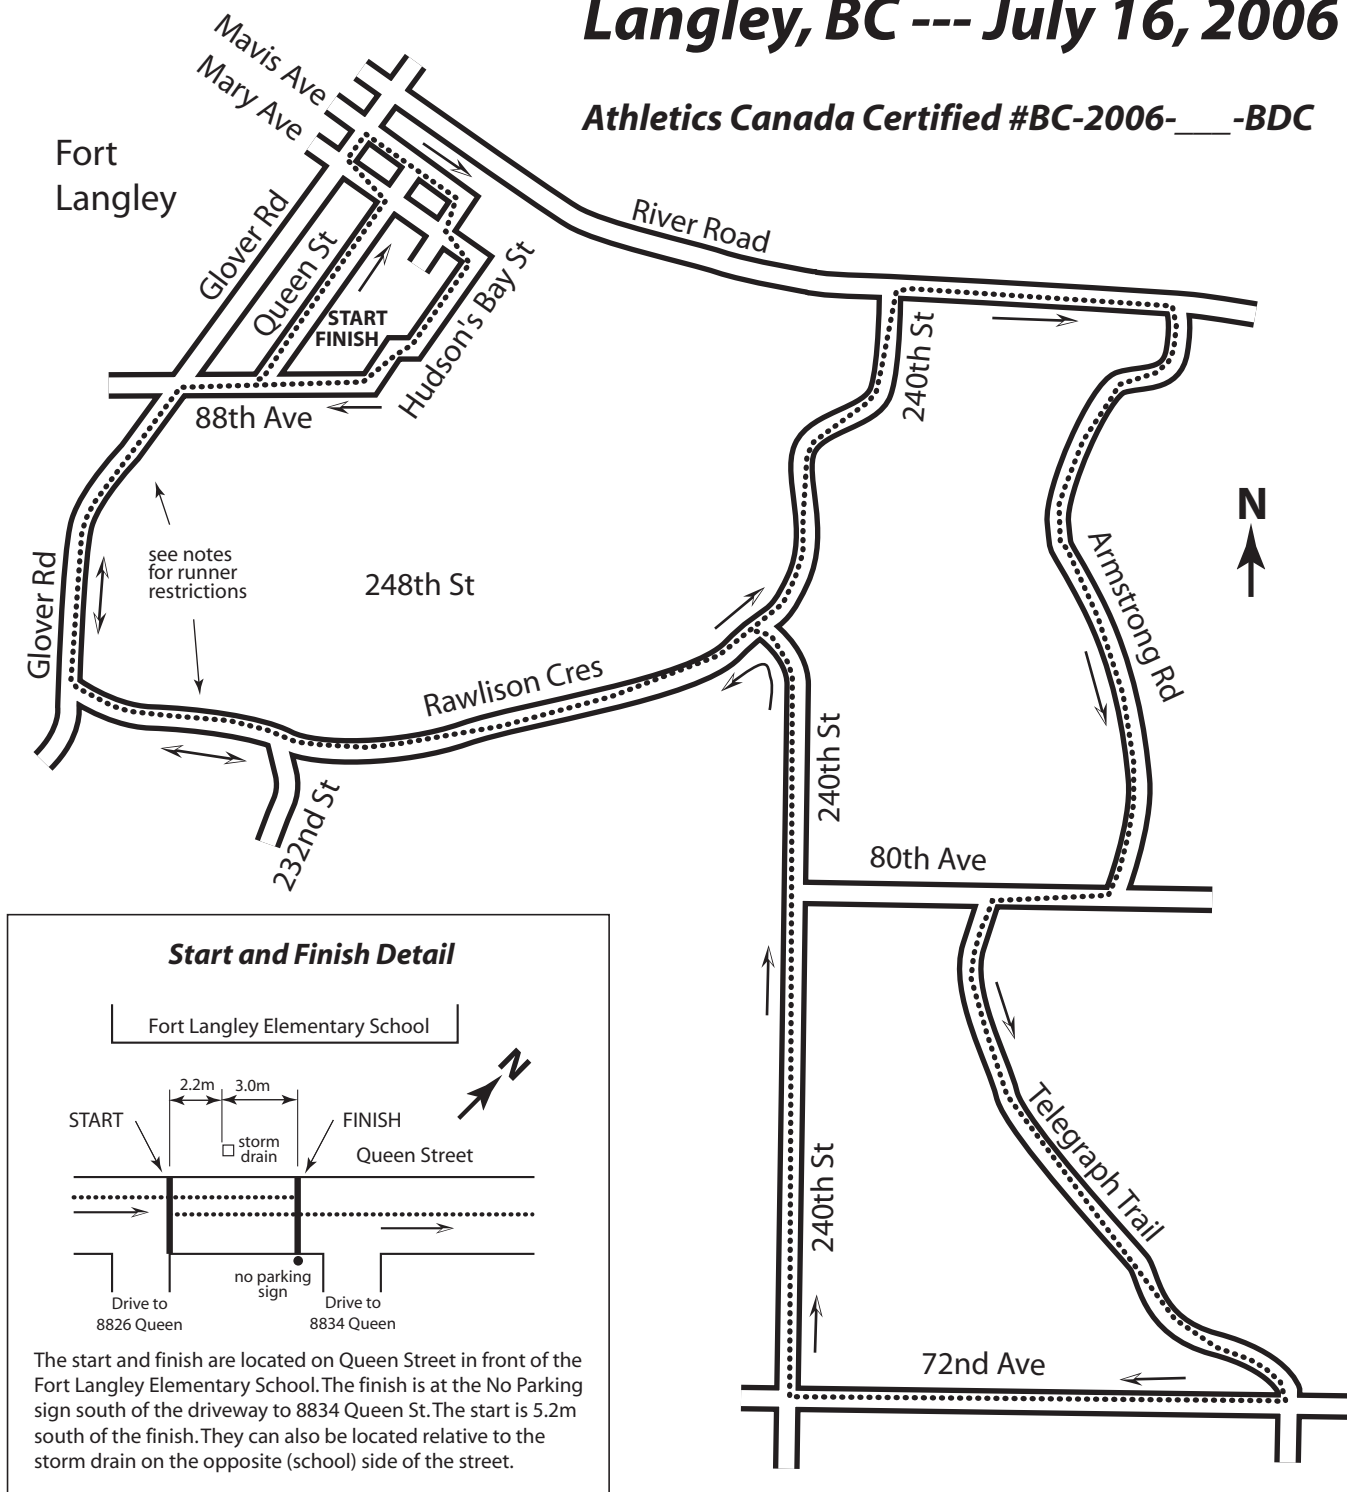 Langley, BC --- July 16, 2006
Athletics Canada Certified #BC-2006-___-BDC
Mavis Ave
Mary Ave
Fort
Langley
Glover Rd
Queen St
START
FINISH
Hudson's Bay St
River Road
88th Ave
240th St
N
Glover Rd
see notes
for runner
restrictions
248th St
Armstrong Rd
Rawlison Cres
232nd St
240th St
80th Ave
Telegraph Trail
240th St
72nd Ave
Start and Finish Detail
Fort Langley Elementary School
N
2.2m
3.0m
START
FINISH
storm
drain
Queen Street
no parking
sign
Drive to
8826 Queen
Drive to
8834 Queen
The start and finish are located on Queen Street in front of the
Fort Langley Elementary School. The finish is at the No Parking
sign south of the driveway to 8834 Queen St. The start is 5.2m
south of the finish. They can also be located relative to the
storm drain on the opposite (school) side of the street.